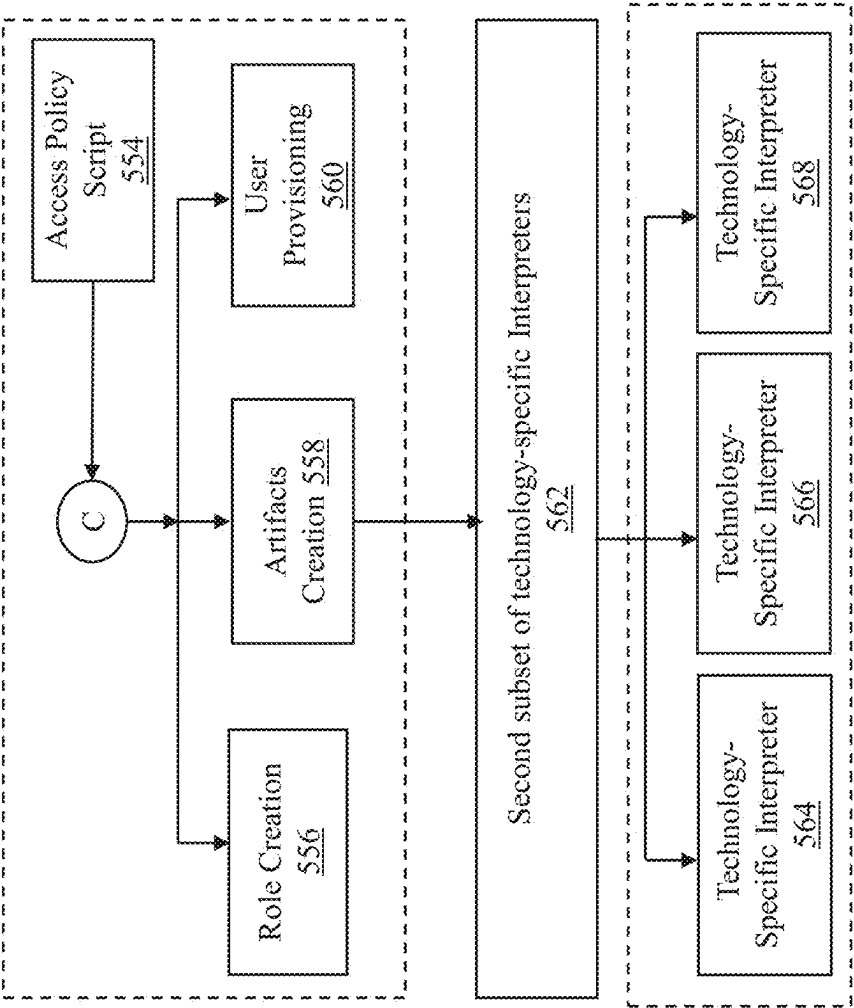 Access Policy
Script
554
C
Role Creation
556
Artifacts
Creation 558
User
Provisioning
560
Second subset of technology-specific Interpreters
562
Technology-
Specific Interpreter
564
Technology-
Specific Interpreter
566
Technology-
Specific Interpreter
568